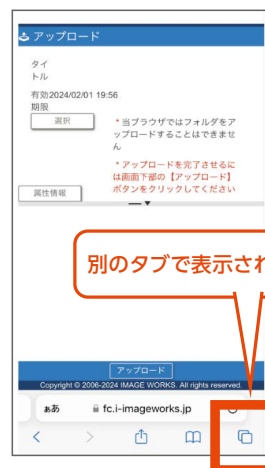 アップロード
タイ
トル
有効2024/02/01 19:56
期限
選択
*当ブラウザではフォルダをア
ップロードすることはできませ
ん
*アップロードを完了させるに
は画面下部の【アップロード】
ボタンをクリックしてください
属性情報
別のタブで表示され
アップロード
Copyright © 2006-2024 IMAGE WORKS. All rights reserved.
ぁあ fc.i-imageworks.jp